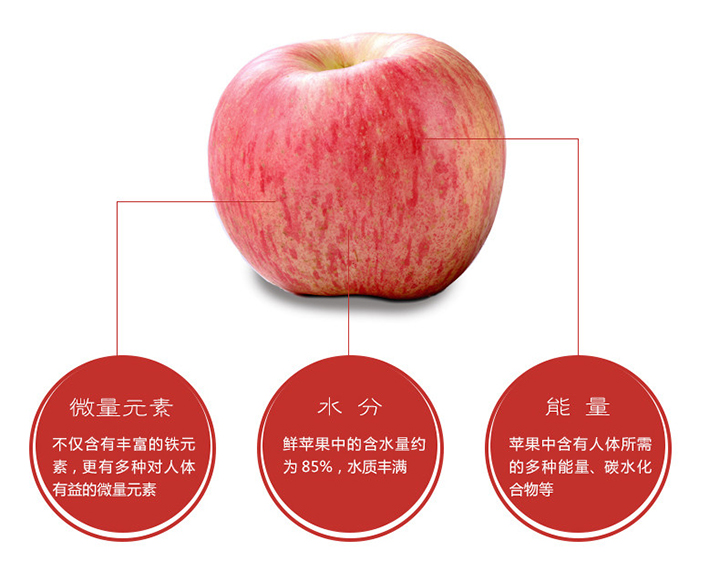 微量元素
不仅含有丰富的铁元
素，更有多种对人体
有益的微量元素
水 分
鲜苹果中的含水量约
为85%，水质丰满
能 量
苹果中含有人体所需
的多种能量、碳水化
合物等